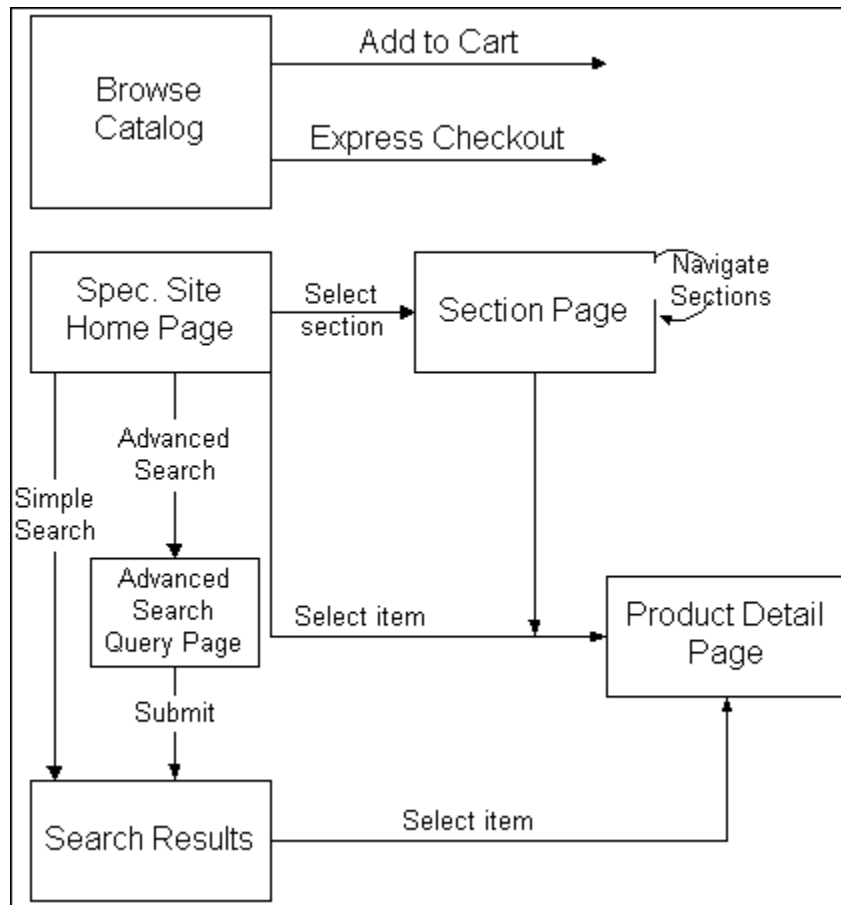 Add to Cart
Browse
Catalog
Express Checkout
Spec. Site
Home Page
Select
section
Section Page
Navigate
Sections
Advanced
Search
Simple
Search
Advanced
Search
Query Page
Select item
Product Detail
Page
Submit
Search Results
Select item